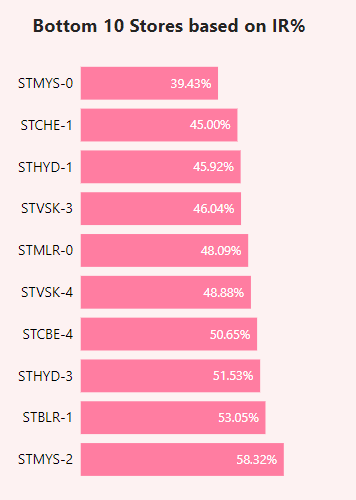 Bottom 10 Stores based on IR%
STMYS-0 39.43%
STCHE-1 45.00%
STHYD-1 45.92%
STVSK-3 46.04%
STMLR-0 48.09%
STVSK-4 48.88%
STCBE-4 50.65%
STHYD-3 51.53%
STBLR-1 53.05%
STMYS-2 58.32%